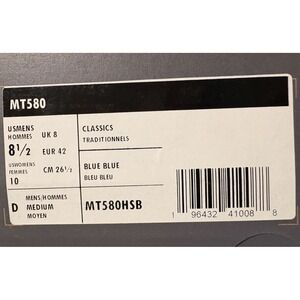 MT580
USMENS
HOMMES
UK 8
8½
EUR 42
USWOMENS
FEMMES
CM 26½
10
CLASSICS
TRADITIONNELS
BLUE BLUE
BLEU BLEU
D
MENS/HOMMES
MEDIUM
MOYEN
MT580HSB
1 96432 41008 8